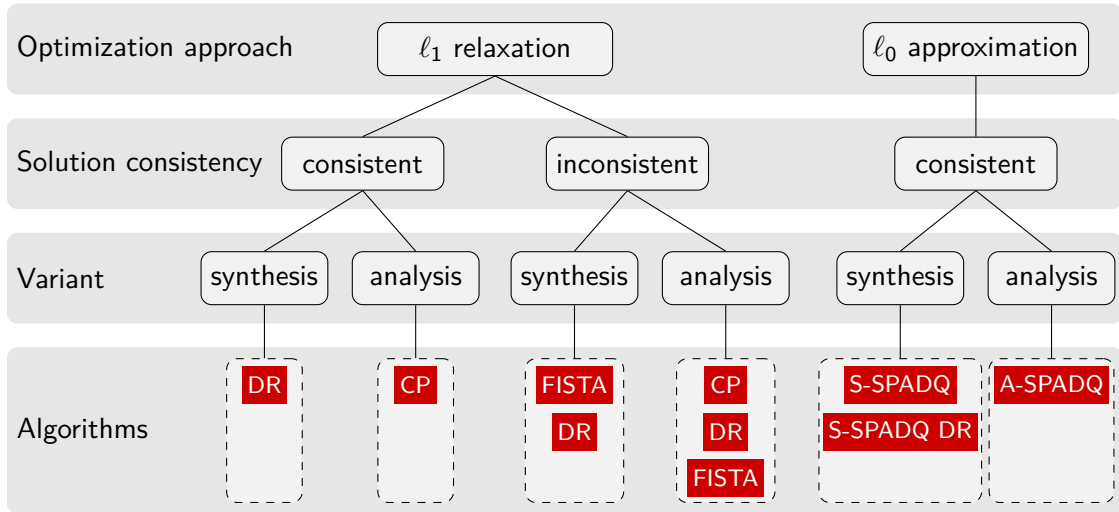 Optimization approach
ℓ₁ relaxation
ℓ₀ approximation
Solution consistency
consistent
inconsistent
consistent
Variant
synthesis
analysis
synthesis
analysis
synthesis
analysis
Algorithms
DR
CP
FISTA
DR
CP
DR
FISTA
S-SPADQ
S-SPADQ DR
A-SPADQ